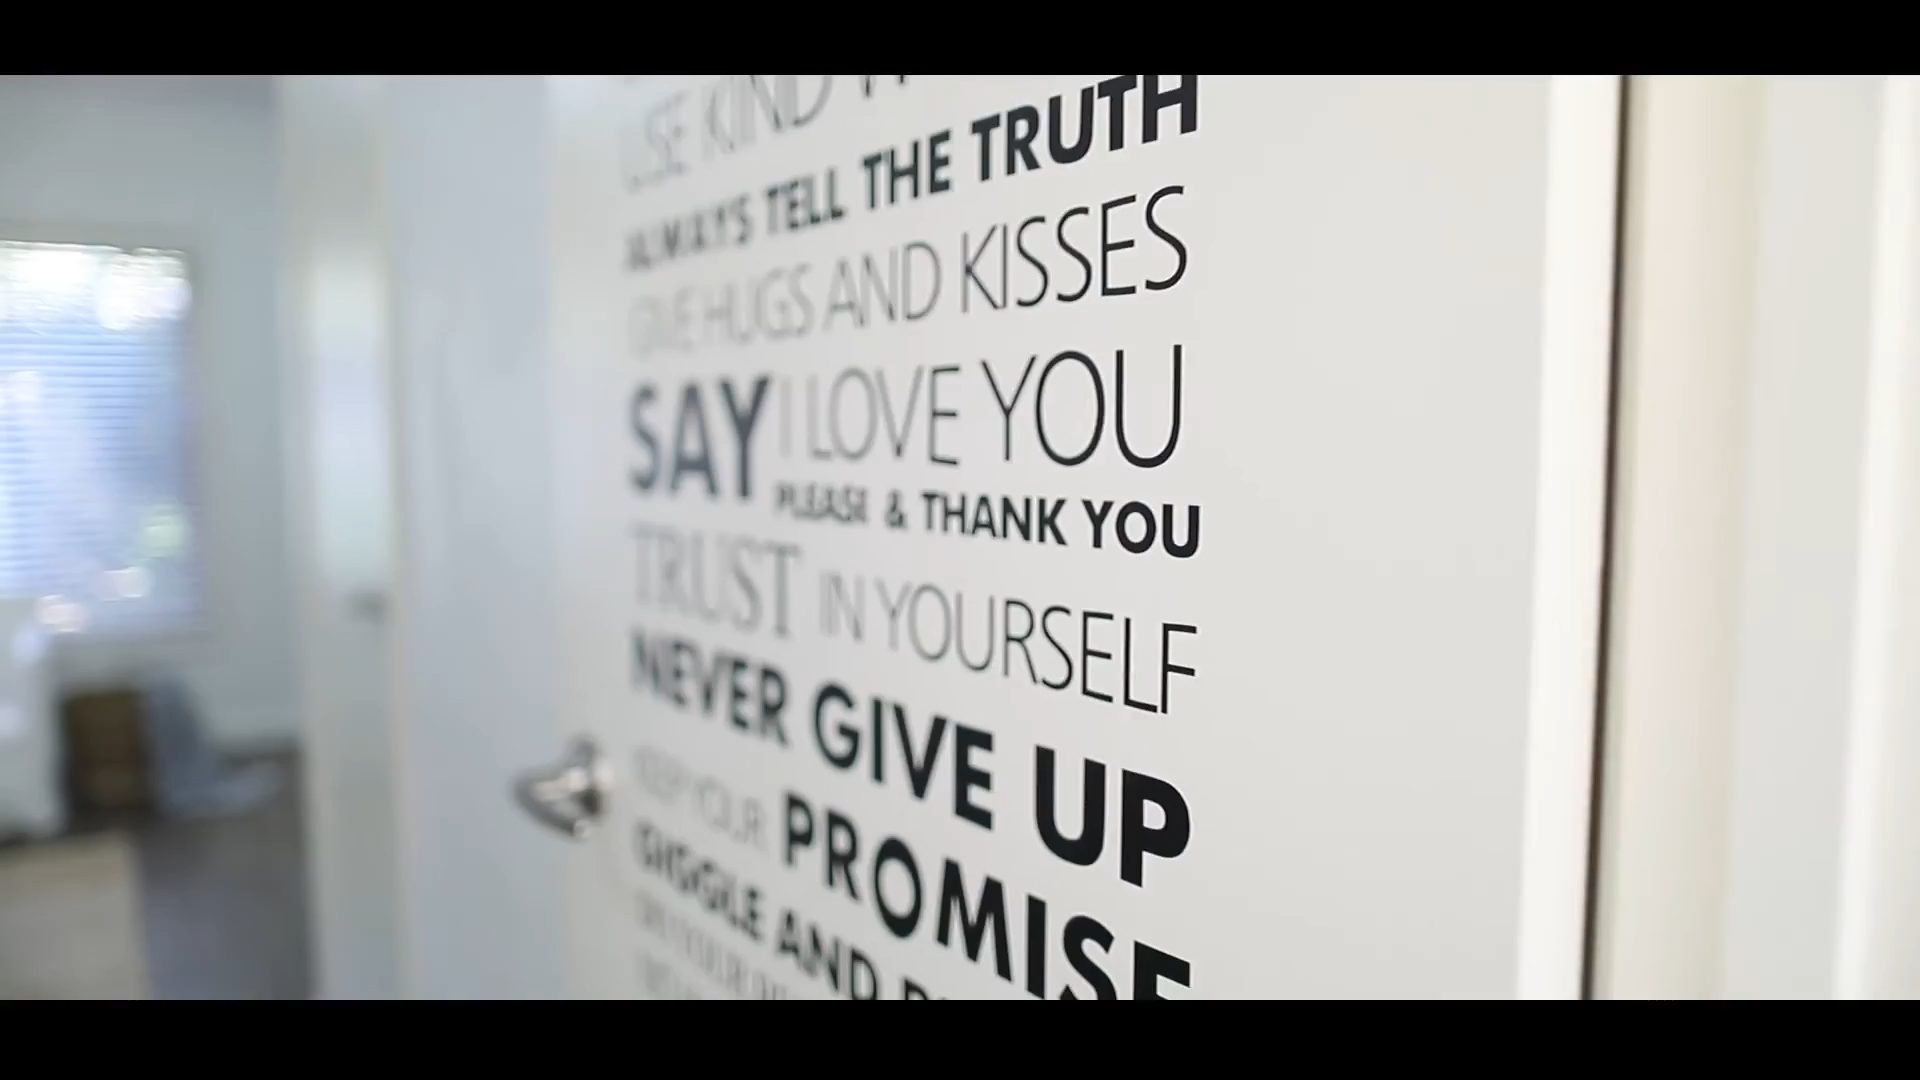 USE KIND
ALWAYS TELL THE TRUTH
GIVE HUGS AND KISSES
SAY I LOVE YOU
PLEASE & THANK YOU
TRUST IN YOURSELF
NEVER GIVE UP
KEEP YOUR PROMISE
GIGGLE AND